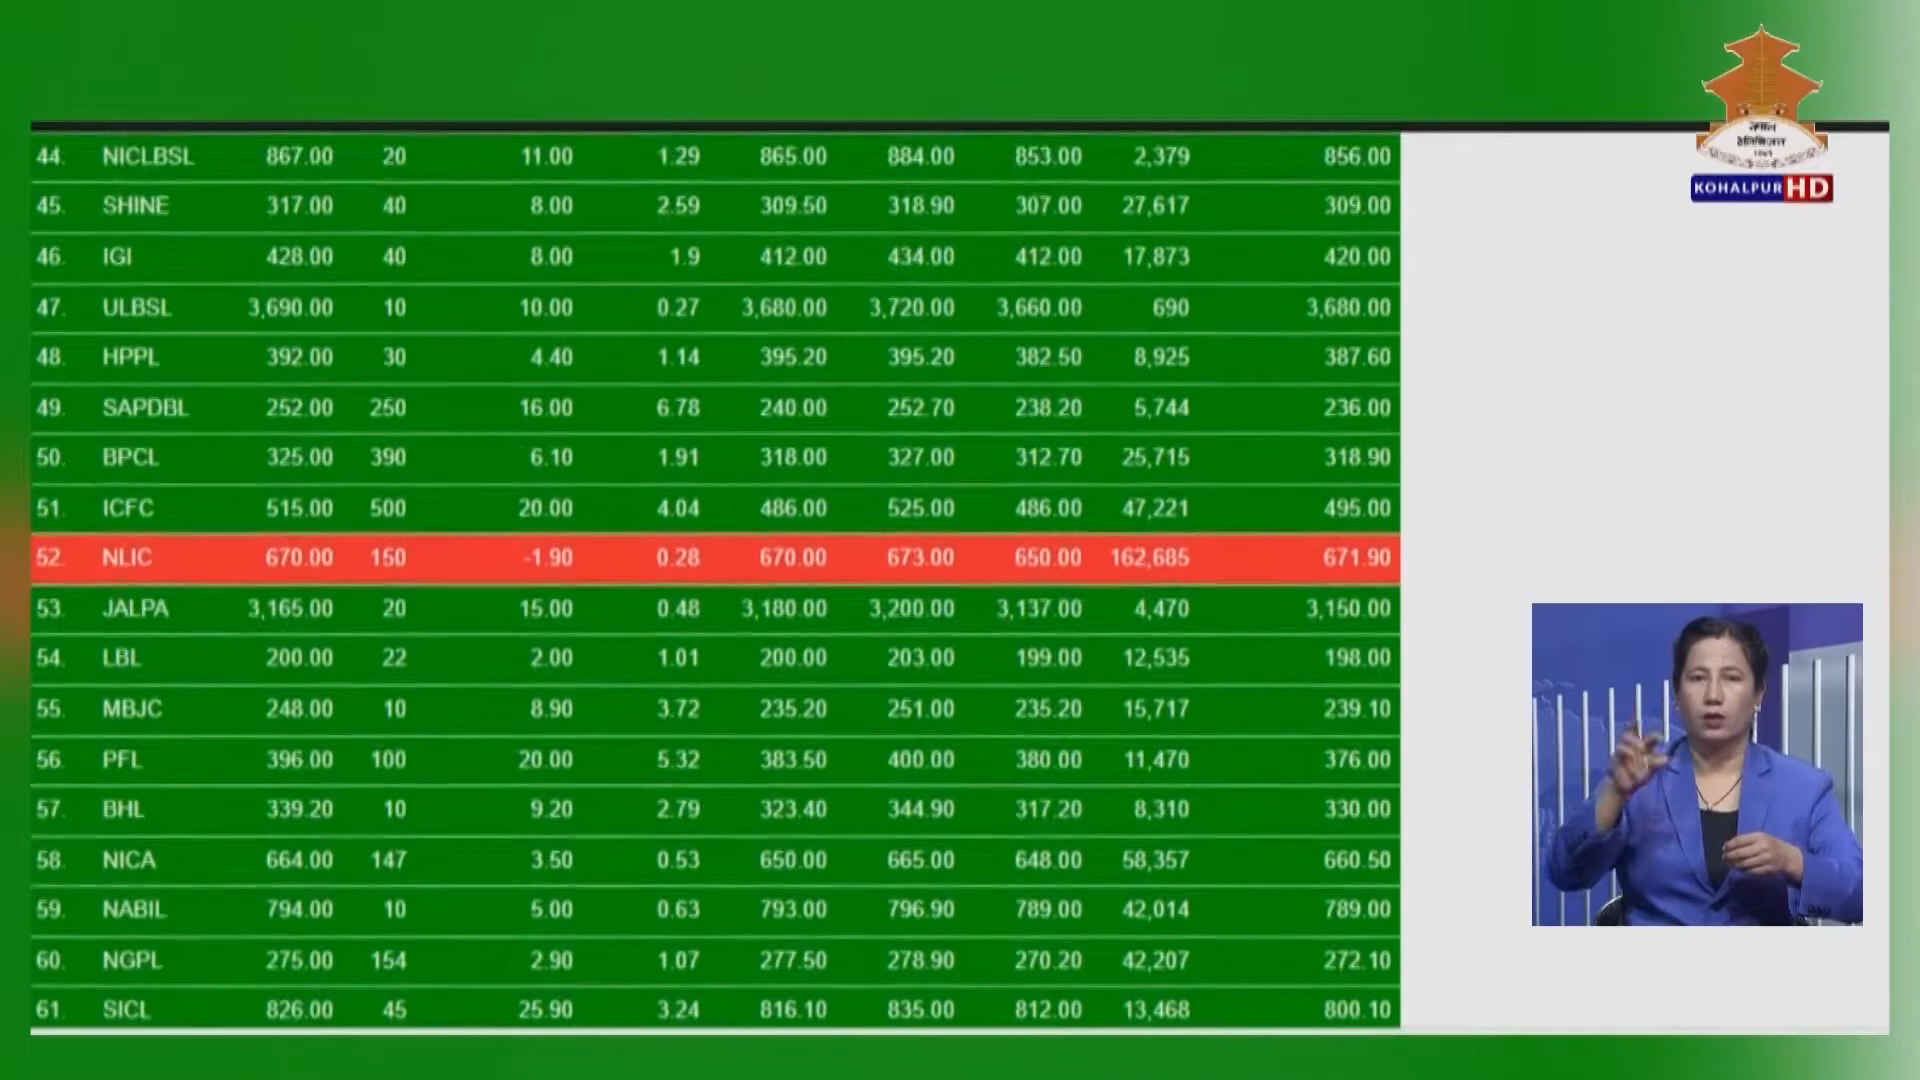 नेपाल
टेलिभिजन
KOHALPUR HD
44. NICLBSL 867.00 20 11.00 1.29 865.00 884.00 853.00 2,379 856.00
45. SHINE 317.00 40 8.00 2.59 309.50 318.90 307.00 27,617 309.00
46. IGI 428.00 40 8.00 1.9 412.00 434.00 412.00 17,873 420.00
47. ULBSL 3,690.00 10 10.00 0.27 3,680.00 3,720.00 3,660.00 690 3,680.00
48. HPPL 392.00 30 4.40 1.14 395.20 395.20 382.50 8,925 387.60
49. SAPDBL 252.00 250 16.00 6.78 240.00 252.70 238.20 5,744 236.00
50. BPCL 325.00 390 6.10 1.91 318.00 327.00 312.70 25,715 318.90
51. ICFC 515.00 500 20.00 4.04 486.00 525.00 486.00 47,221 495.00
52. NLIC 670.00 150 -1.90 0.28 670.00 673.00 650.00 162,685 671.90
53. JALPA 3,165.00 20 15.00 0.48 3,180.00 3,200.00 3,137.00 4,470 3,150.00
54. LBL 200.00 22 2.00 1.01 200.00 203.00 199.00 12,535 198.00
55. MBJC 248.00 10 8.90 3.72 235.20 251.00 235.20 15,717 239.10
56. PFL 396.00 100 20.00 5.32 383.50 400.00 380.00 11,470 376.00
57. BHL 339.20 10 9.20 2.79 323.40 344.90 317.20 8,310 330.00
58. NICA 664.00 147 3.50 0.53 650.00 665.00 648.00 58,357 660.50
59. NABIL 794.00 10 5.00 0.63 793.00 796.90 789.00 42,014 789.00
60. NGPL 275.00 154 2.90 1.07 277.50 278.90 270.20 42,207 272.10
61. SICL 826.00 45 25.90 3.24 816.10 835.00 812.00 13,468 800.10